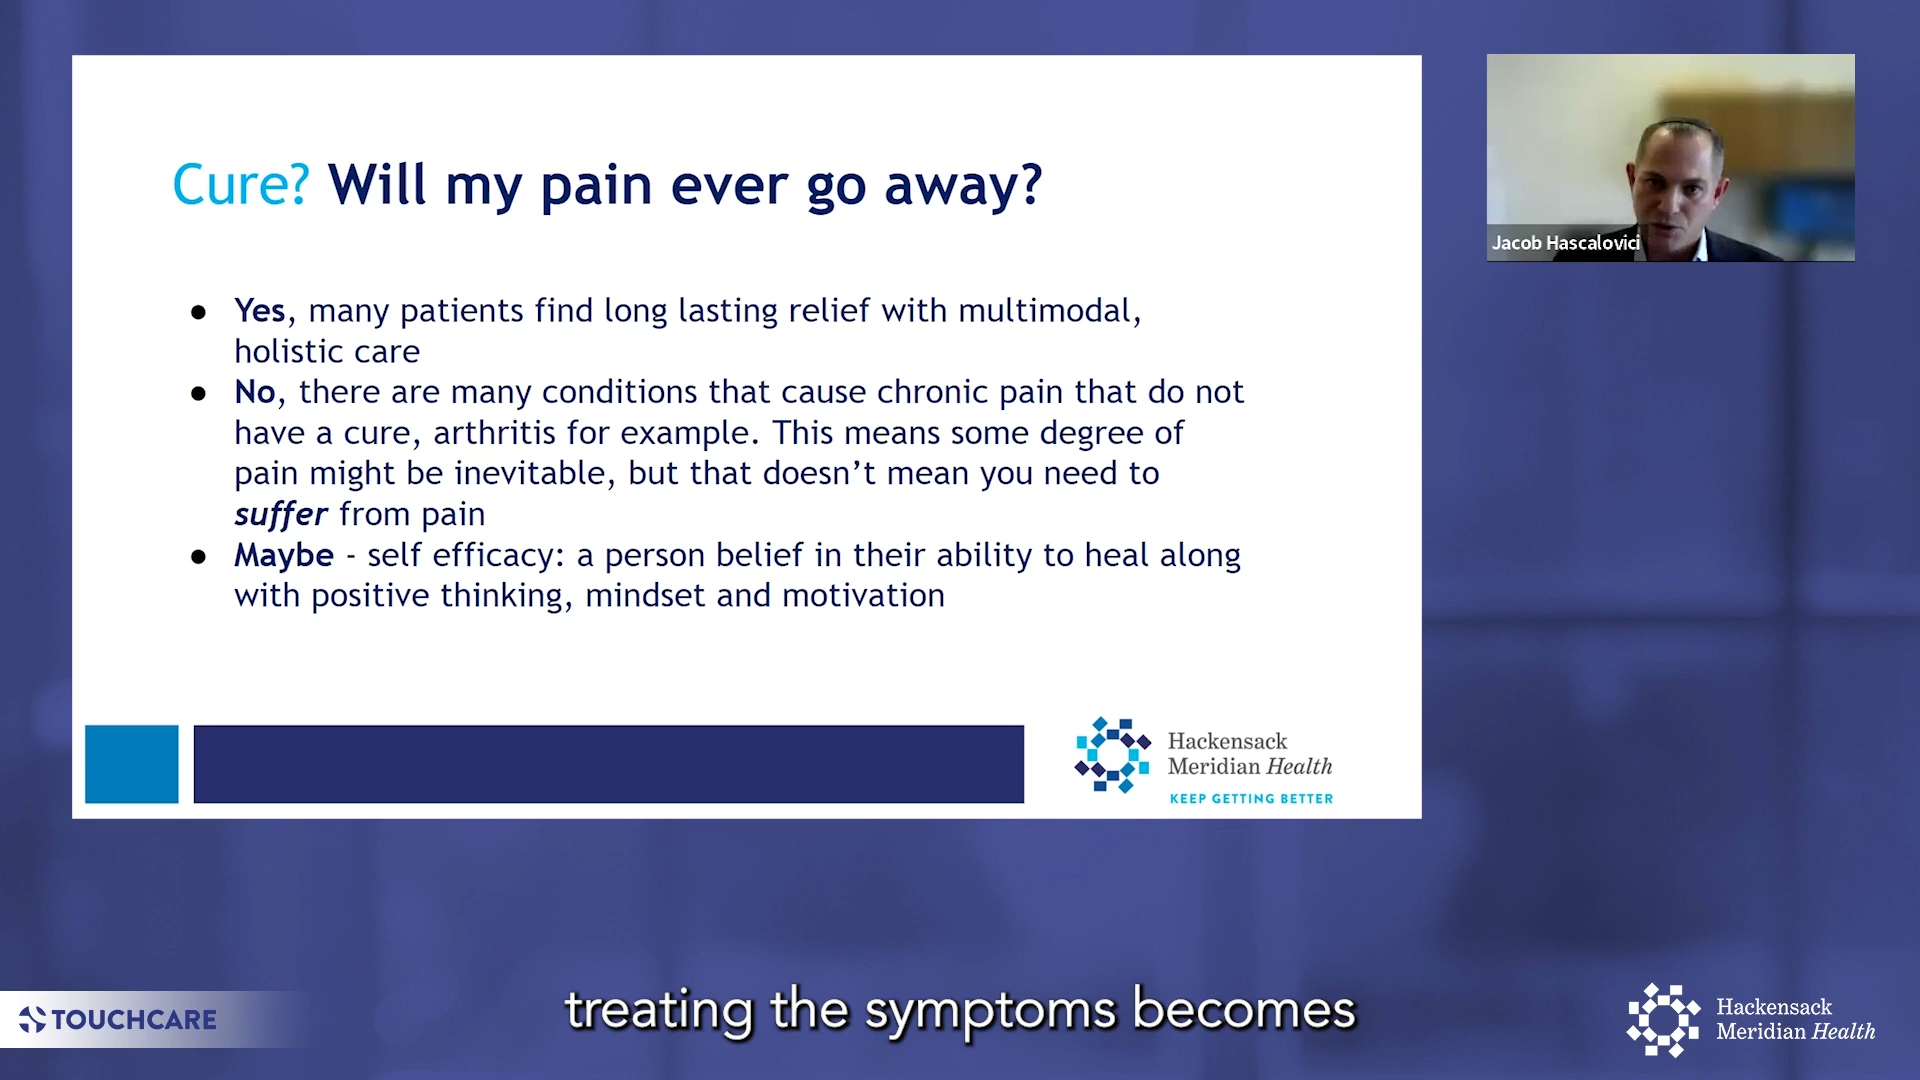 Cure? Will my pain ever go away?
● Yes, many patients find long lasting relief with multimodal,
holistic care
● No, there are many conditions that cause chronic pain that do not
have a cure, arthritis for example. This means some degree of
pain might be inevitable, but that doesn't mean you need to
suffer from pain
● Maybe - self efficacy: a person belief in their ability to heal along
with positive thinking, mindset and motivation
Hackensack
Meridian Health
KEEP GETTING BETTER
Jacob Hascalovici
treating the symptoms becomes
TOUCHCARE
Hackensack
Meridian Health